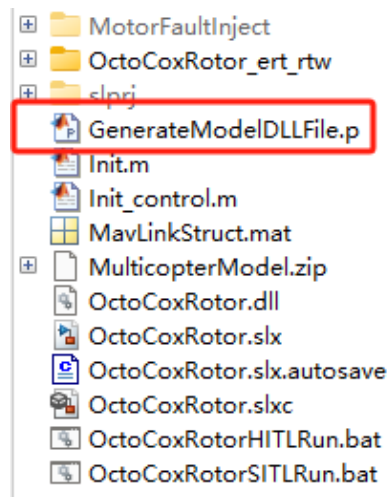 MotorFaultInject
OctoCoxRotor_ert_rtw
slprj
GenerateModelDLLFile.p
Init.m
Init_control.m
MavLinkStruct.mat
MulticopterModel.zip
OctoCoxRotor.dll
OctoCoxRotor.slx
OctoCoxRotor.slx.autosave
OctoCoxRotor.slxc
OctoCoxRotorHITLRun.bat
OctoCoxRotorSITLRun.bat